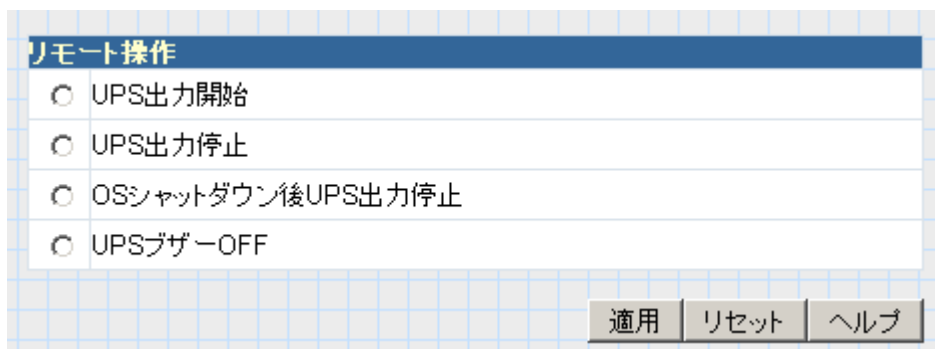 リモート操作
UPS出力開始
UPS出力停止
OSシャットダウン後UPS出力停止
UPSブザーOFF
適用 リセット ヘルプ